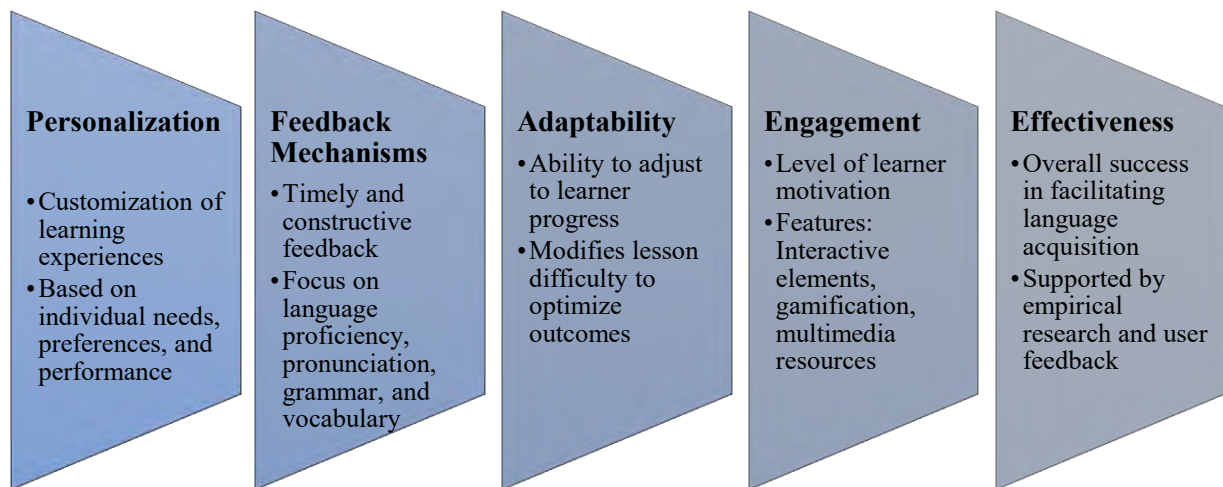 Personalization
• Customization of
learning
experiences
• Based on
individual needs,
preferences, and
performance
Feedback
Mechanisms
• Timely and
constructive
feedback
• Focus on
language
proficiency,
pronunciation,
grammar, and
vocabulary
Adaptability
• Ability to adjust
to learner
progress
• Modifies lesson
difficulty to
optimize
outcomes
Engagement
• Level of learner
motivation
• Features:
Interactive
elements,
gamification,
multimedia
resources
Effectiveness
• Overall success
in facilitating
language
acquisition
• Supported by
empirical
research and user
feedback